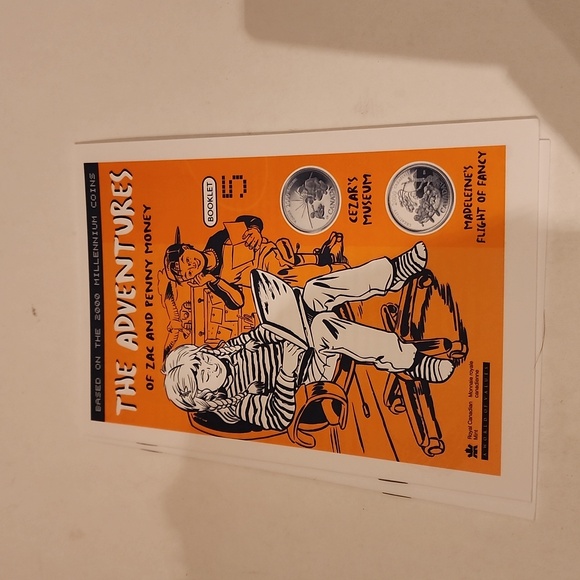 BASED ON THE 2000 MILLENNIUM COINS
THE ADVENTURES
OF ZAC AND PENNY MONEY
BOOKLET
5
CEZAR'S
MUSEUM
MADELEINE'S
FLIGHT OF FANCY
Royal Canadian
Mint
Monnaie royale
canadienne